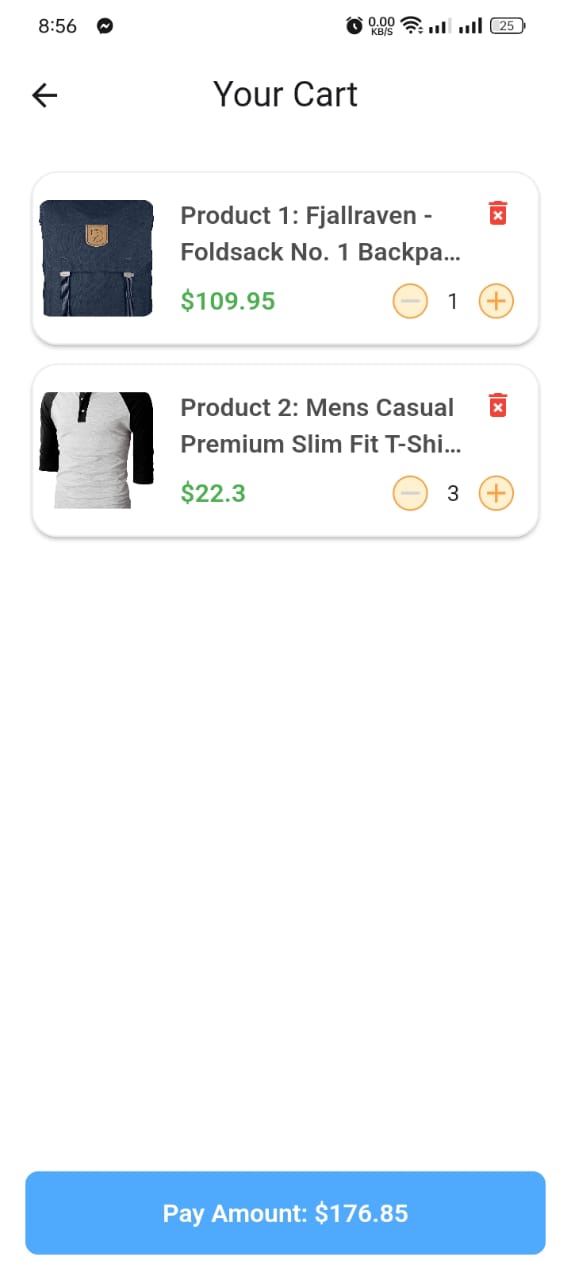 8:56
0.00
KB/S
25
Your Cart
Product 1: Fjallraven -
Foldsack No. 1 Backpa...
$109.95
1
Product 2: Mens Casual
Premium Slim Fit T-Shi...
$22.3
3
Pay Amount: $176.85